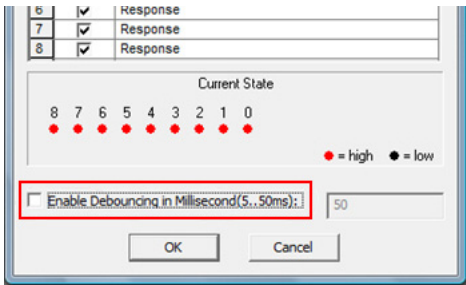 6 Response
7 Response
8 Response
Current State
8 7 6 5 4 3 2 1 0
= high = low
Enable Debouncing in Millisecond(5..50ms): 50
OK Cancel